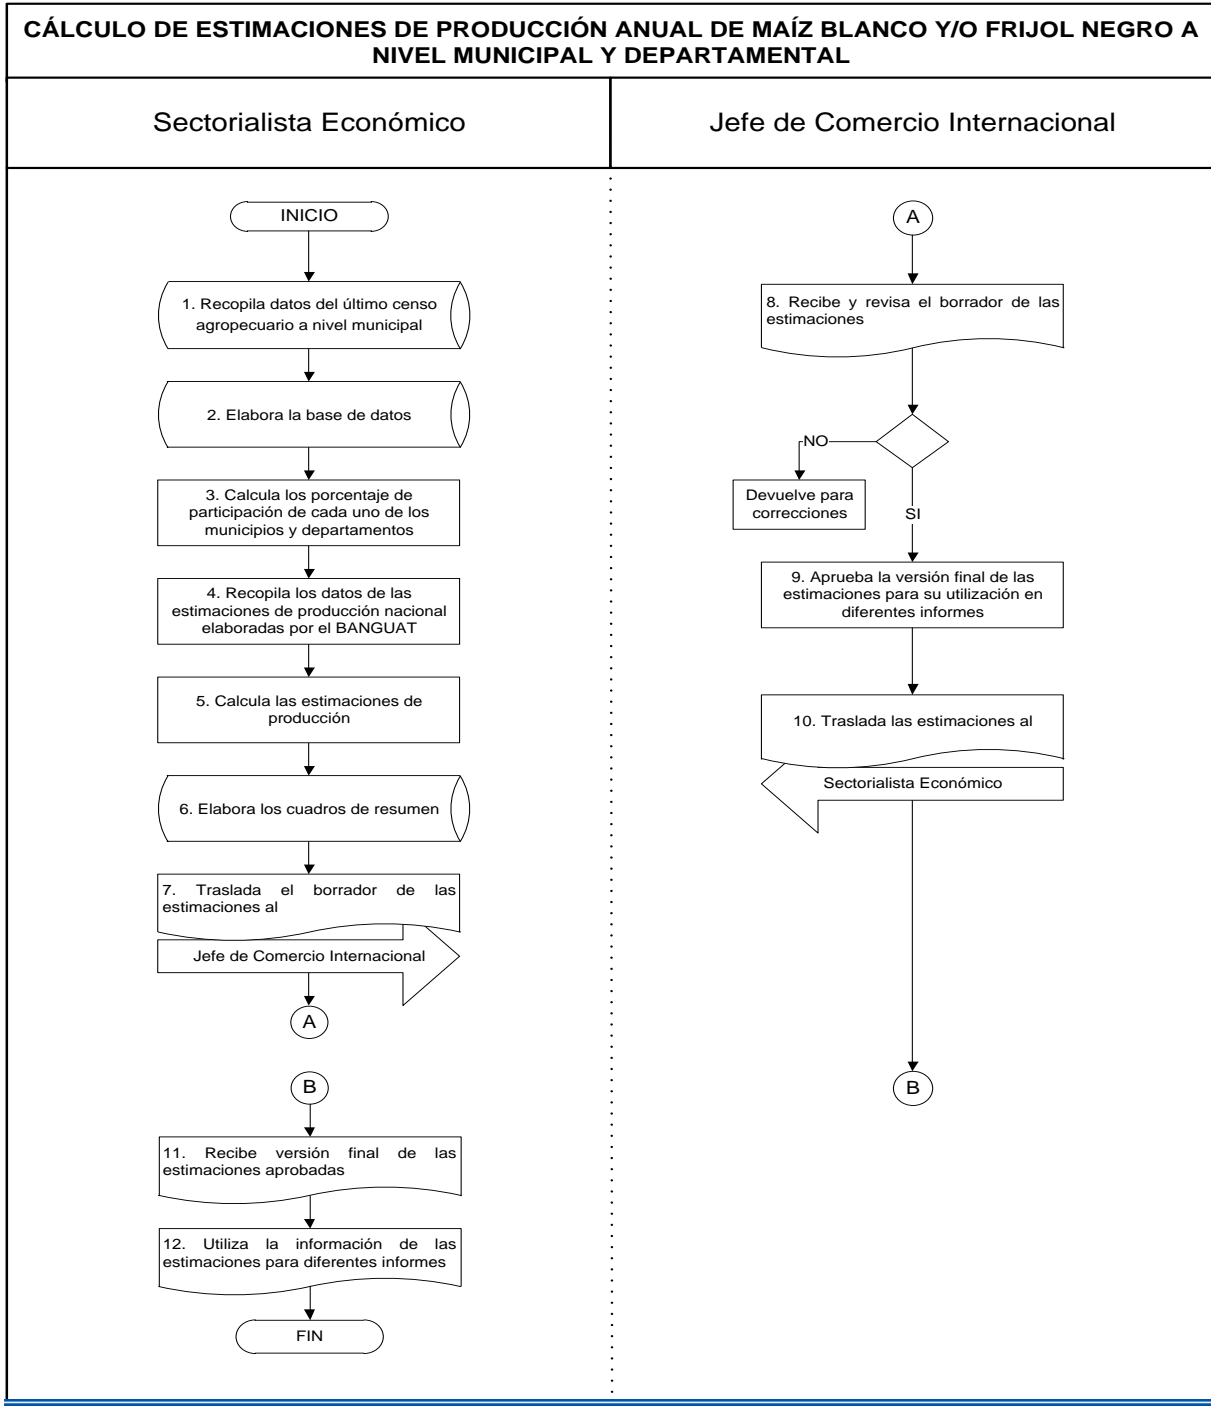 CÁLCULO DE ESTIMACIONES DE PRODUCCIÓN ANUAL DE MAÍZ BLANCO Y/O FRIJOL NEGRO A
NIVEL MUNICIPAL Y DEPARTAMENTAL
Sectorialista Económico
INICIO
1. Recopila datos del último censo
agropecuario a nivel municipal
2. Elabora la base de datos
3. Calcula los porcentaje de
participación de cada uno de los
municipios y departamentos
4. Recopila los datos de las
estimaciones de producción nacional
elaboradas por el BANGUAT
5. Calcula las estimaciones de
producción
6. Elabora los cuadros de resumen
7. Traslada el borrador de las
estimaciones al
Jefe de Comercio Internacional
A
B
11. Recibe versión final de las
estimaciones aprobadas
12. Utiliza la información de las
estimaciones para diferentes informes
FIN
Jefe de Comercio Internacional
A
8. Recibe y revisa el borrador de las
estimaciones
NO
Devuelve para
correcciones
SI
9. Aprueba la versión final de las
estimaciones para su utilización en
diferentes informes
10. Traslada las estimaciones al
Sectorialista Económico
B